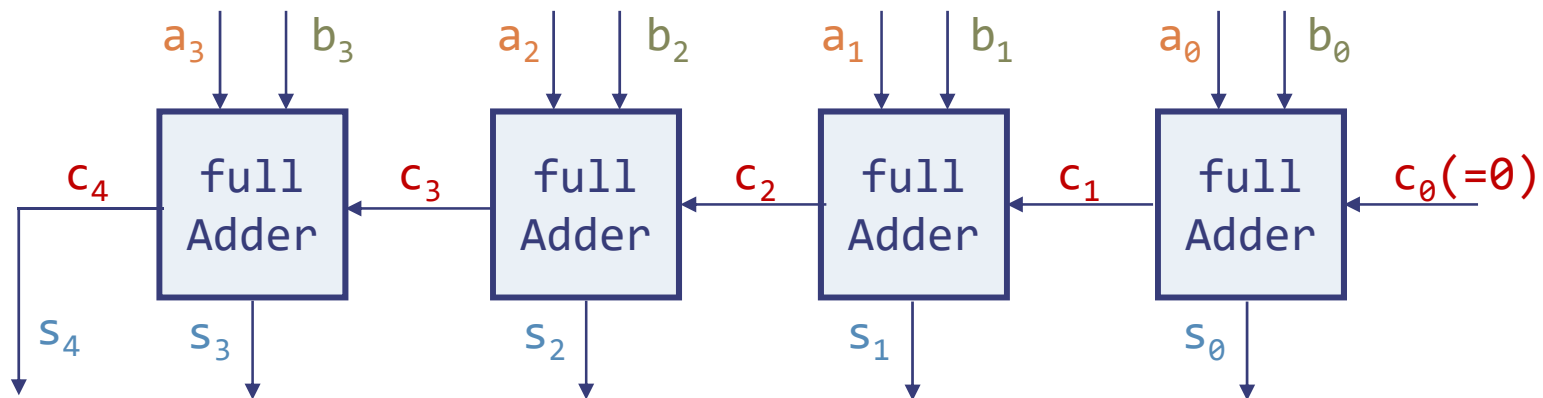 a₃ b₃ a₂ b₂ a₁ b₁ a₀ b₀
c₄ full Adder c₃ full Adder c₂ full Adder c₁ full Adder c₀(=0)
s₄ s₃ s₂ s₁ s₀